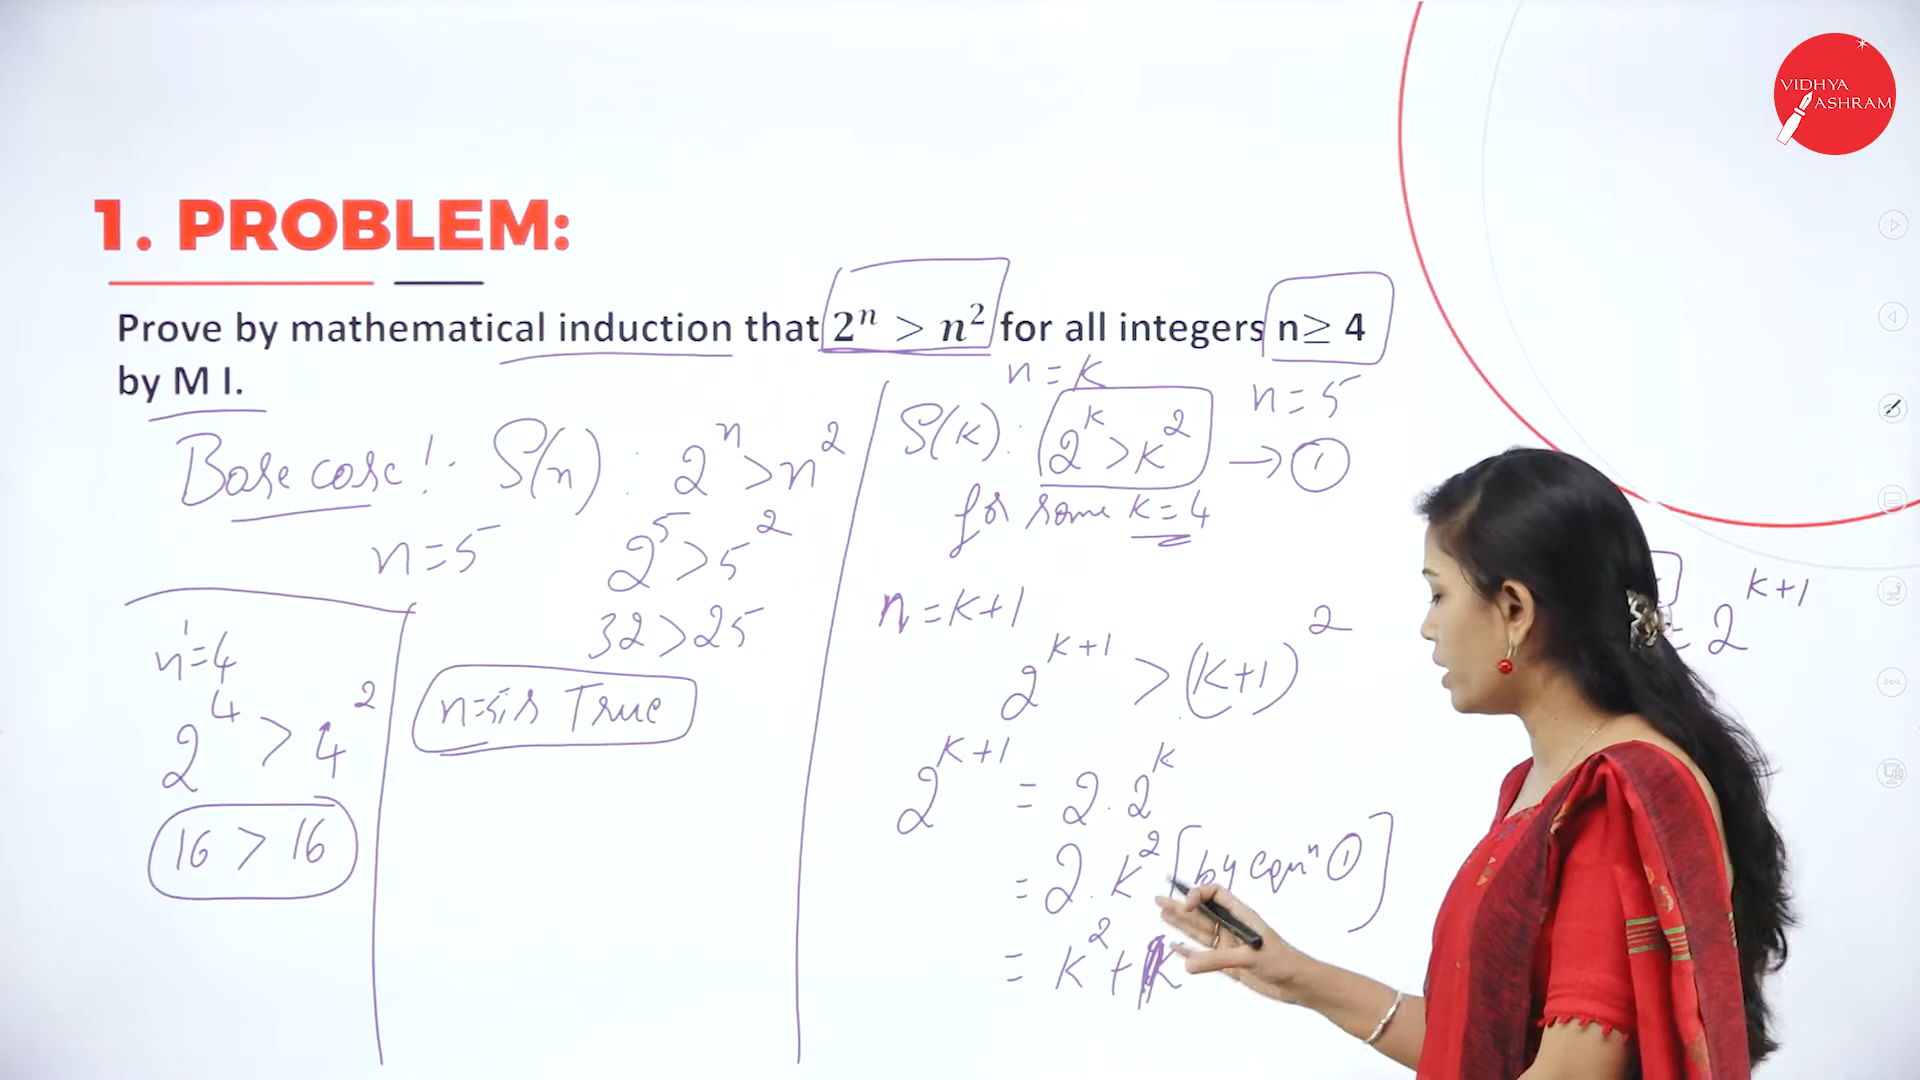 VIDHYA
ASHRAM
1. PROBLEM:
Prove by mathematical induction that 2ⁿ > n² for all integers n≥ 4
by M I.
Base case: S(n) : 2ⁿ > n²
n=5
2⁵ > 5²
32 > 25
n=5 is True
n=4
2⁴ > 4²
16 > 16
n = k
n = 5
S(k) : 2ᵏ > k² → ①
for some k = 4
n = k+1
2ᵏ⁺¹ > (k+1)²
2ᵏ⁺¹ = 2 . 2ᵏ
= 2 . k² [by eqnⁿ ①]
= k² + k
= 2ᵏ⁺¹